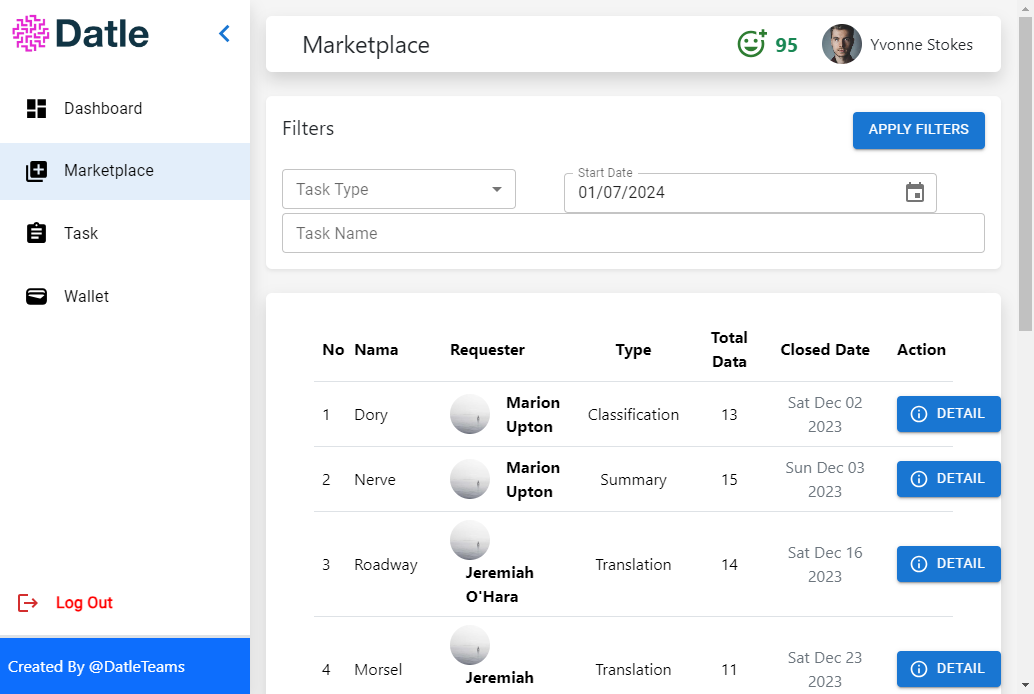 Datle
Marketplace
95
Yvonne Stokes
Dashboard
Marketplace
Task
Wallet
Log Out
Created By @DatleTeams
Filters
APPLY FILTERS
Task Type
Start Date
01/07/2024
Task Name
No Nama Requester Type Total Data Closed Date Action
1 Dory Marion Upton Classification 13 Sat Dec 02 2023 DETAIL
2 Nerve Marion Upton Summary 15 Sun Dec 03 2023 DETAIL
3 Roadway Jeremiah O'Hara Translation 14 Sat Dec 16 2023 DETAIL
4 Morsel Jeremiah Translation 11 Sat Dec 23 2023 DETAIL